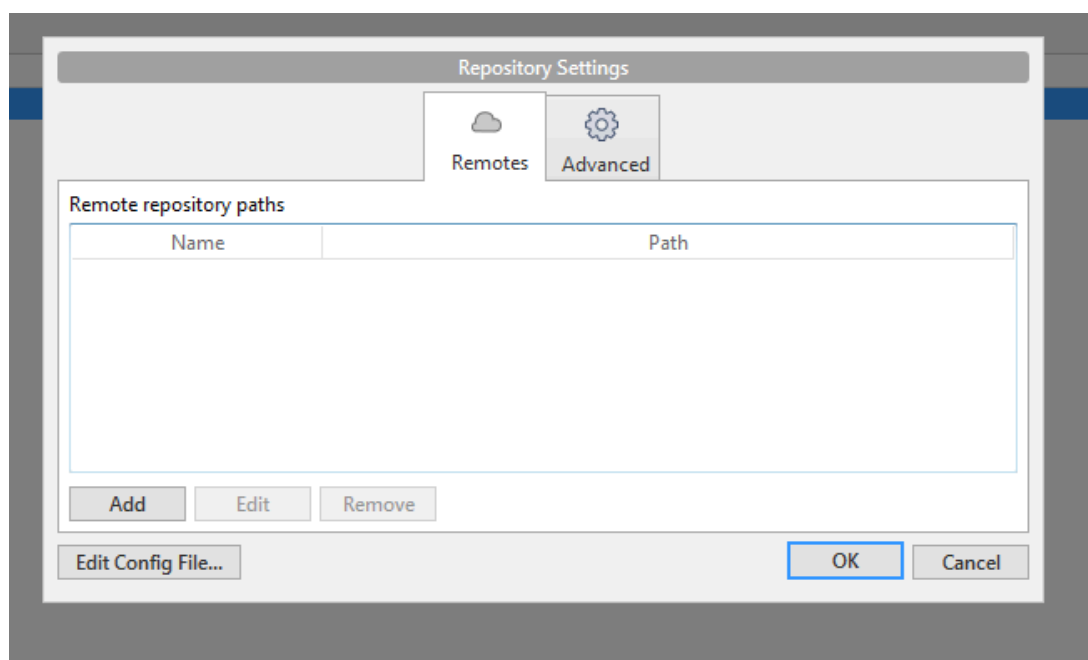 Repository Settings
Remotes Advanced
Remote repository paths
Name Path
Add Edit Remove
Edit Config File... OK Cancel